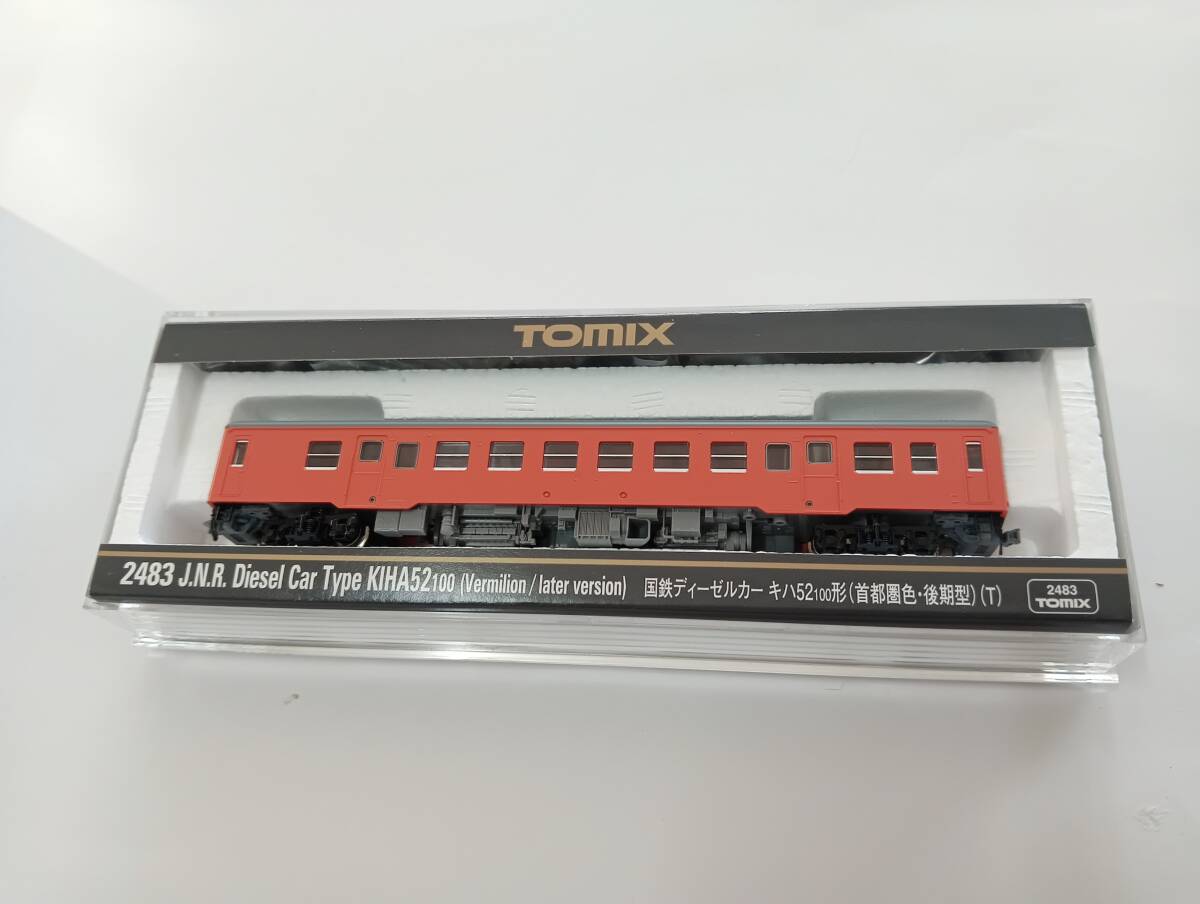 TOMIX
2483 J.N.R. Diesel Car Type KIHA52100 (Vermilion / later version) 国鉄ディーゼルカー キハ52100形(首都圏色・後期型)(T)
2483
TOMIX